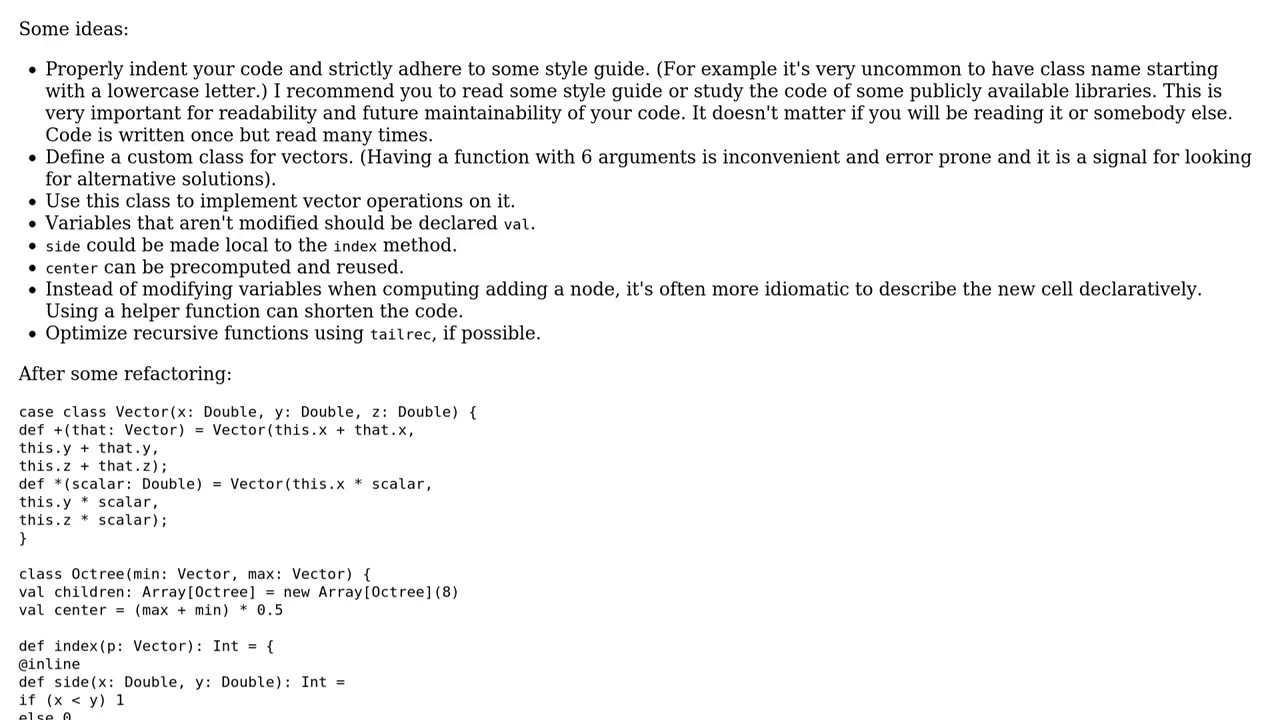 Some ideas:
Properly indent your code and strictly adhere to some style guide. (For example it's very uncommon to have class name starting
with a lowercase letter.) I recommend you to read some style guide or study the code of some publicly available libraries. This is
very important for readability and future maintainability of your code. It doesn't matter if you will be reading it or somebody else.
Code is written once but read many times.
Define a custom class for vectors. (Having a function with 6 arguments is inconvenient and error prone and it is a signal for looking
for alternative solutions).
Use this class to implement vector operations on it.
Variables that aren't modified should be declared val.
side could be made local to the index method.
center can be precomputed and reused.
Instead of modifying variables when computing adding a node, it's often more idiomatic to describe the new cell declaratively.
Using a helper function can shorten the code.
Optimize recursive functions using tailrec, if possible.
After some refactoring:
case class Vector(x: Double, y: Double, z: Double) {
def +(that: Vector) = Vector(this.x + that.x,
this.y + that.y,
this.z + that.z);
def *(scalar: Double) = Vector(this.x * scalar,
this.y * scalar,
this.z * scalar);
}
class Octree(min: Vector, max: Vector) {
val children: Array[Octree] = new Array[Octree](8)
val center = (max + min) * 0.5
def index(p: Vector): Int = {
@inline
def side(x: Double, y: Double): Int =
if (x < y) 1
else 0